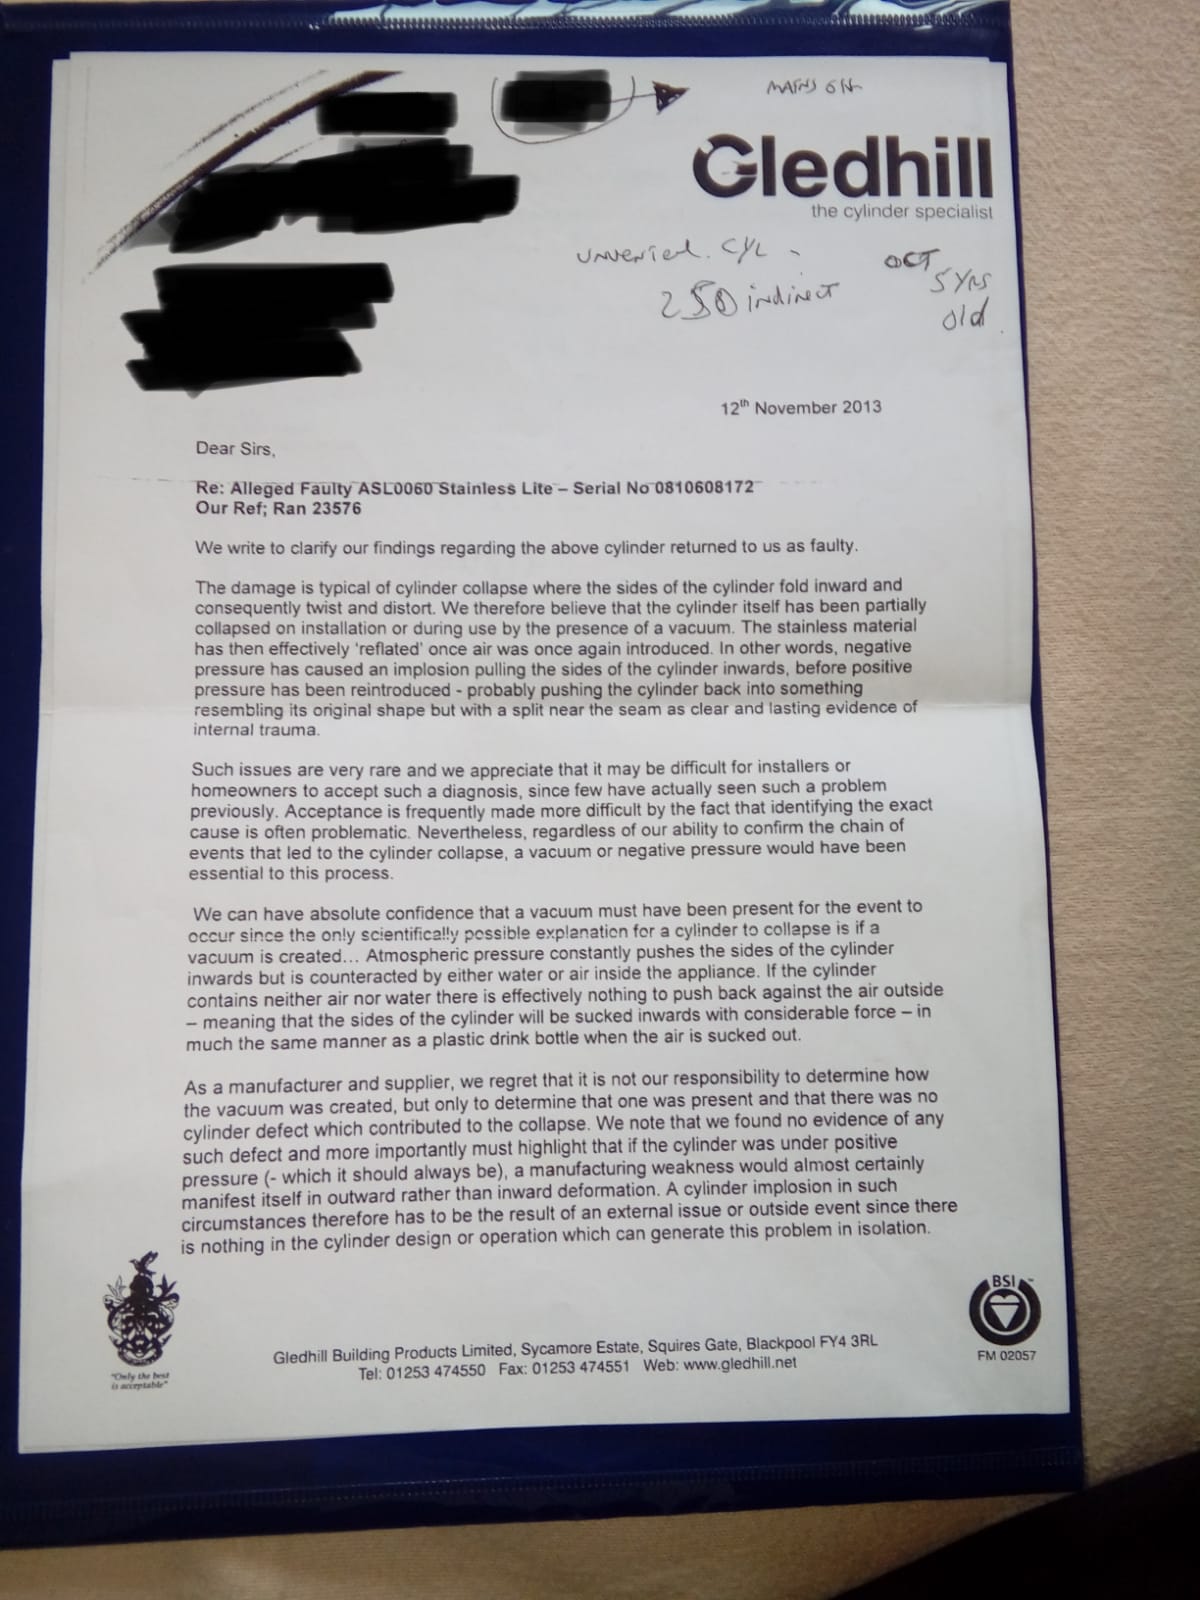 Gledhill
the cylinder specialist
CYL
OCT
250 indirect
5 Yrs
old
12th November 2013
Dear Sirs,
Re: Alleged Faulty ASL0060 Stainless Lite – Serial No 0810608172
Our Ref; Ran 23576
We write to clarify our findings regarding the above cylinder returned to us as faulty.
The damage is typical of cylinder collapse where the sides of the cylinder fold inward and
consequently twist and distort. We therefore believe that the cylinder itself has been partially
collapsed on installation or during use by the presence of a vacuum. The stainless material
has then effectively 'reflated' once air was once again introduced. In other words, negative
pressure has caused an implosion pulling the sides of the cylinder inwards, before positive
pressure has been reintroduced - probably pushing the cylinder back into something
resembling its original shape but with a split near the seam as clear and lasting evidence of
internal trauma.
Such issues are very rare and we appreciate that it may be difficult for installers or
homeowners to accept such a diagnosis, since few have actually seen such a problem
previously. Acceptance is frequently made more difficult by the fact that identifying the exact
cause is often problematic. Nevertheless, regardless of our ability to confirm the chain of
events that led to the cylinder collapse, a vacuum or negative pressure would have been
essential to this process.
We can have absolute confidence that a vacuum must have been present for the event to
occur since the only scientifically possible explanation for a cylinder to collapse is if a
vacuum is created... Atmospheric pressure constantly pushes the sides of the cylinder
inwards but is counteracted by either water or air inside the appliance. If the cylinder
contains neither air nor water there is effectively nothing to push back against the air outside
– meaning that the sides of the cylinder will be sucked inwards with considerable force – in
much the same manner as a plastic drink bottle when the air is sucked out.
As a manufacturer and supplier, we regret that it is not our responsibility to determine how
the vacuum was created, but only to determine that one was present and that there was no
cylinder defect which contributed to the collapse. We note that we found no evidence of any
such defect and more importantly must highlight that if the cylinder was under positive
pressure (- which it should always be), a manufacturing weakness would almost certainly
manifest itself in outward rather than inward deformation. A cylinder implosion in such
circumstances therefore has to be the result of an external issue or outside event since there
is nothing in the cylinder design or operation which can generate this problem in isolation.
"Only the best
is acceptable"
Gledhill Building Products Limited, Sycamore Estate, Squires Gate, Blackpool FY4 3RL
Tel: 01253 474550 Fax: 01253 474551 Web: www.gledhill.net
BSI
FM 02057